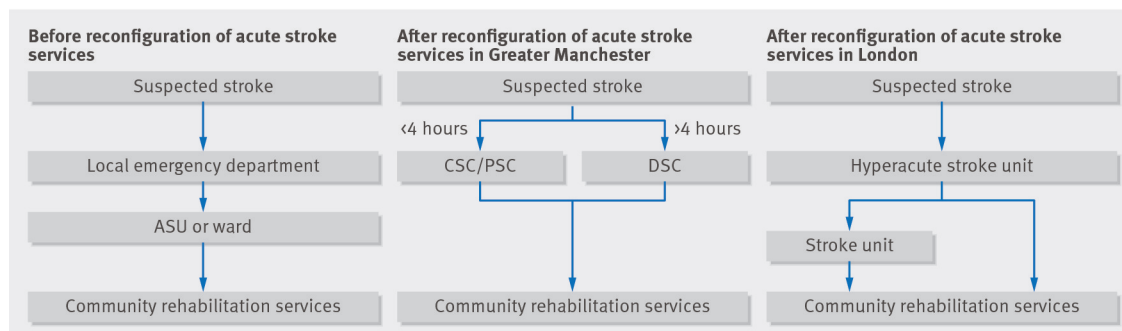 Before reconfiguration of acute stroke
services
Suspected stroke
Local emergency department
ASU or ward
Community rehabilitation services
After reconfiguration of acute stroke
services in Greater Manchester
Suspected stroke
<4 hours
>4 hours
CSC/PSC
DSC
Community rehabilitation services
After reconfiguration of acute stroke
services in London
Suspected stroke
Hyperacute stroke unit
Stroke unit
Community rehabilitation services